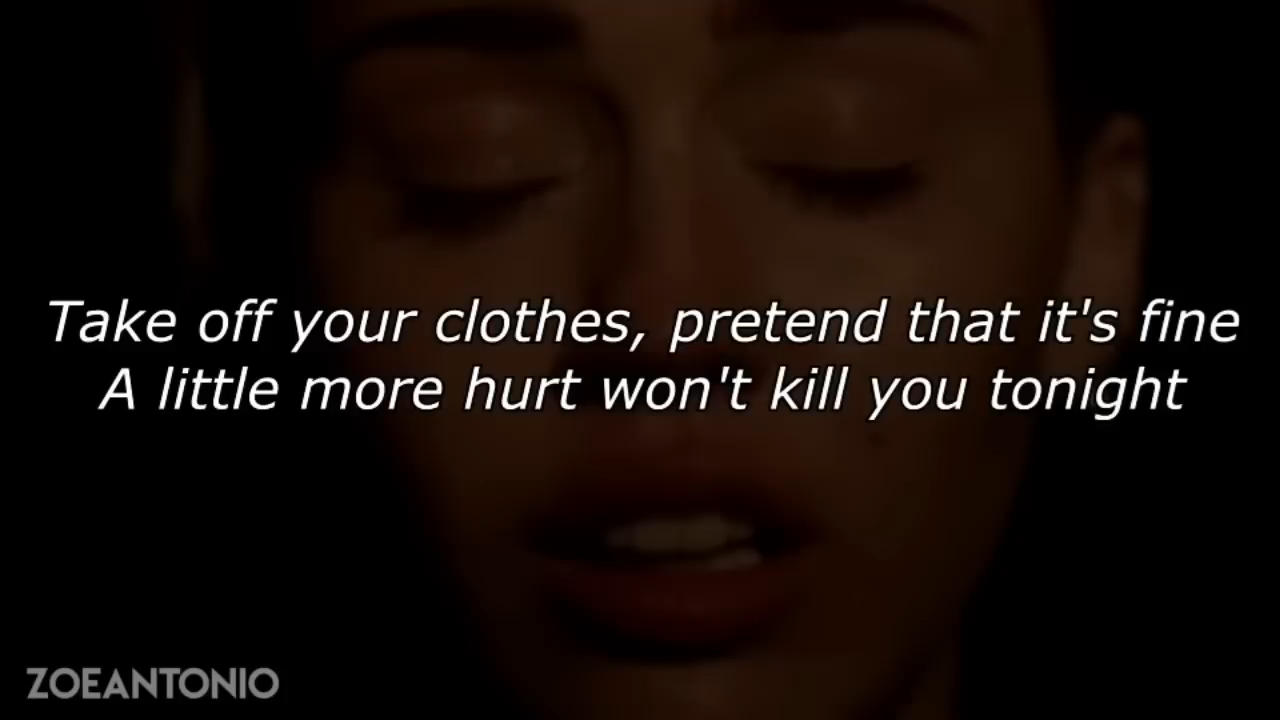 Take off your clothes, pretend that it's fine
A little more hurt won't kill you tonight
ZOEANTONIO